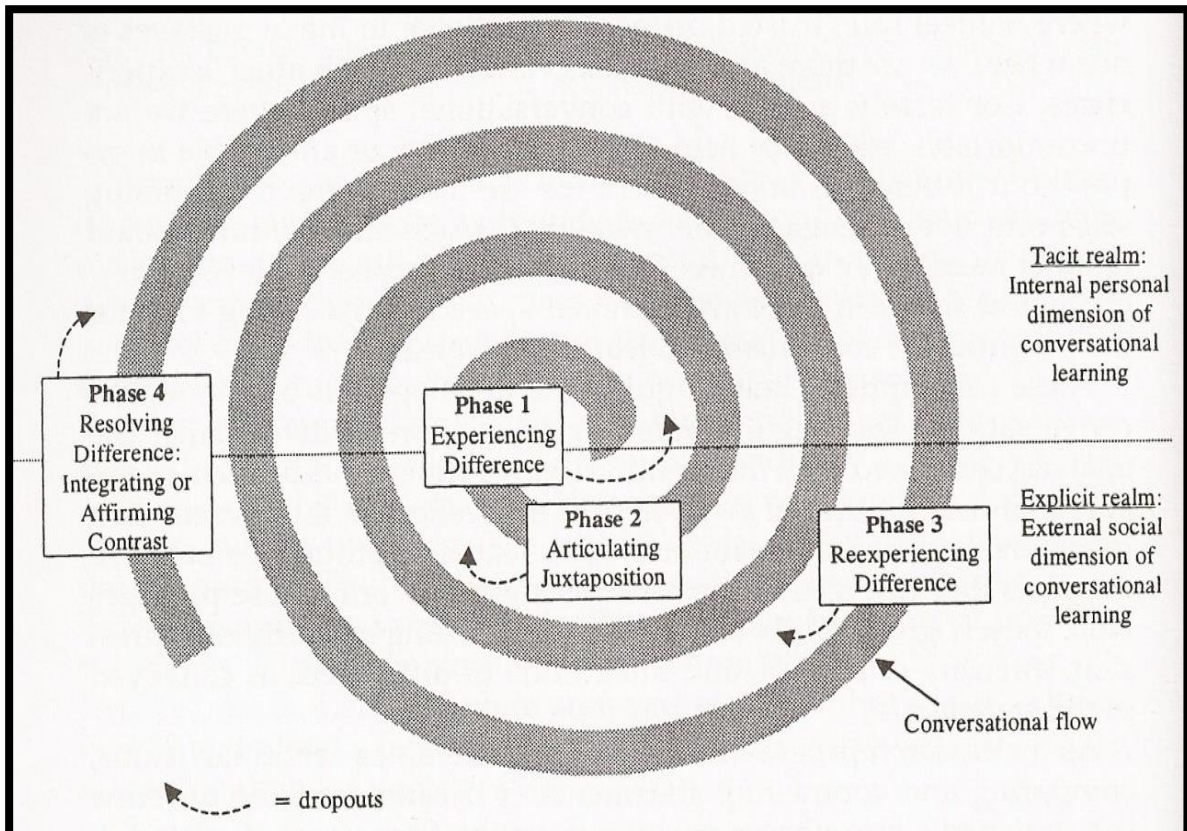 Tacit realm:
Internal personal
dimension of
conversational
learning
Phase 4
Resolving
Difference:
Integrating or
Affirming
Contrast
Phase 1
Experiencing
Difference
Phase 2
Articulating
Juxtaposition
Phase 3
Reexperiencing
Difference
Explicit realm:
External social
dimension of
conversational
learning
Conversational flow
= dropouts